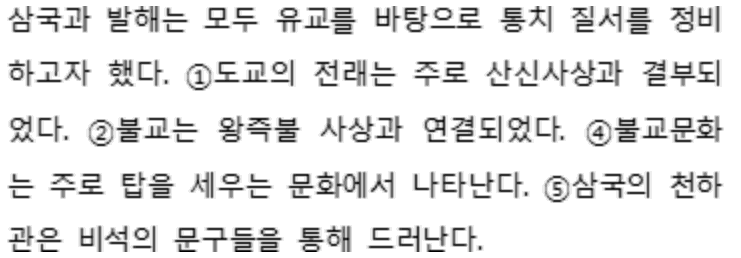 삼국과 발해는 모두 유교를 바탕으로 통치 질서를 정비
하고자 했다. ①도교의 전래는 주로 산신사상과 결부되
었다. ②불교는 왕즉불 사상과 연결되었다. ④불교문화
는 주로 탑을 세우는 문화에서 나타난다. ⑤삼국의 천하
관은 비석의 문구들을 통해 드러난다.